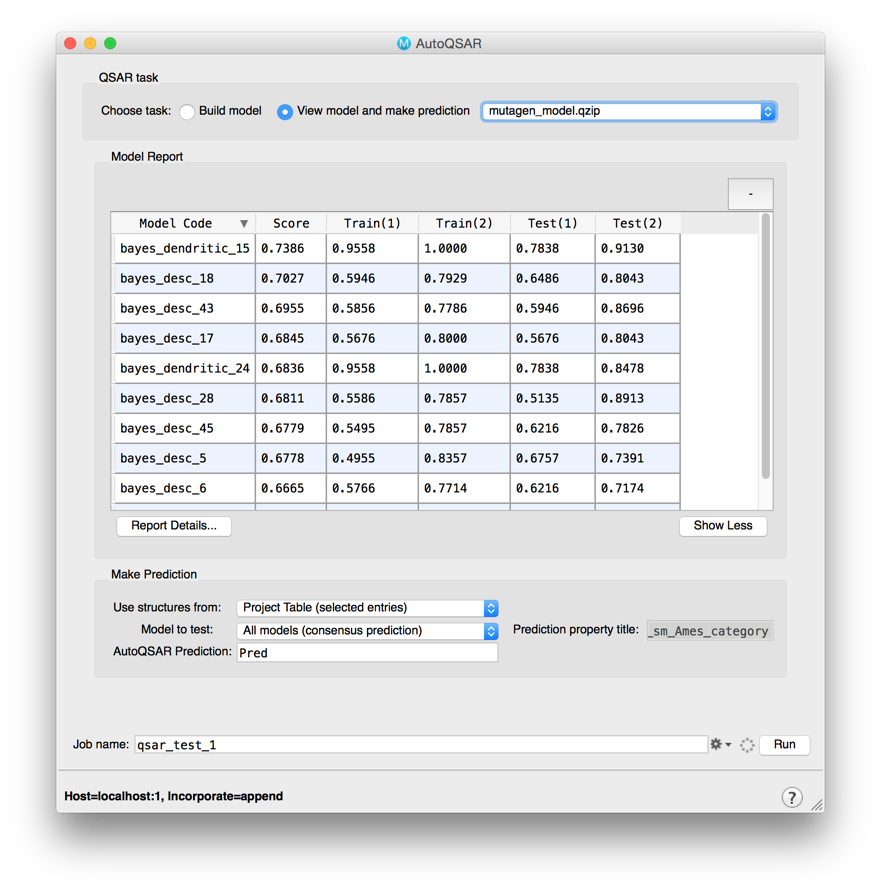 M AutoQSAR
QSAR task
Choose task: Build model View model and make prediction mutagen_model.qzip
Model Report
-
Model Code ▼ Score Train(1) Train(2) Test(1) Test(2)
bayes_dendritic_15 0.7386 0.9558 1.0000 0.7838 0.9130
bayes_desc_18 0.7027 0.5946 0.7929 0.6486 0.8043
bayes_desc_43 0.6955 0.5856 0.7786 0.5946 0.8696
bayes_desc_17 0.6845 0.5676 0.8000 0.5676 0.8043
bayes_dendritic_24 0.6836 0.9558 1.0000 0.7838 0.8478
bayes_desc_28 0.6811 0.5586 0.7857 0.5135 0.8913
bayes_desc_45 0.6779 0.5495 0.7857 0.6216 0.7826
bayes_desc_5 0.6778 0.4955 0.8357 0.6757 0.7391
bayes_desc_6 0.6665 0.5766 0.7714 0.6216 0.7174
Report Details... Show Less
Make Prediction
Use structures from: Project Table (selected entries)
Model to test: All models (consensus prediction) Prediction property title: _sm_Ames_category
AutoQSAR Prediction: Pred
Job name: qsar_test_1 Run
Host=localhost:1, Incorporate=append ?